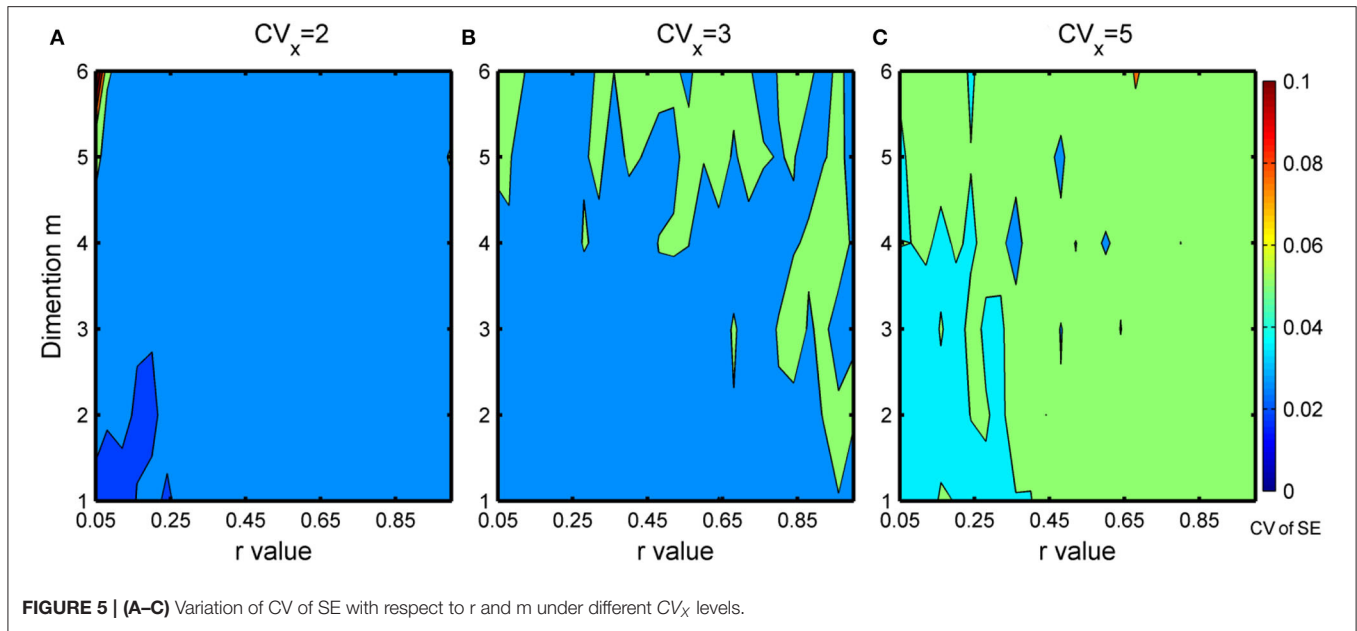 A
CVx=2
B
CVx=3
C
CVx=5
6
5
4
3
2
1
Dimention m
0.05 0.25 0.45 0.65 0.85
r value
6
5
4
3
2
1
0.05 0.25 0.45 0.65 0.85
r value
6
5
4
3
2
1
0.05 0.25 0.45 0.65 0.85
r value
0.1
0.08
0.06
0.04
0.02
0
CV of SE
FIGURE 5 | (A–C) Variation of CV of SE with respect to r and m under different CVX levels.